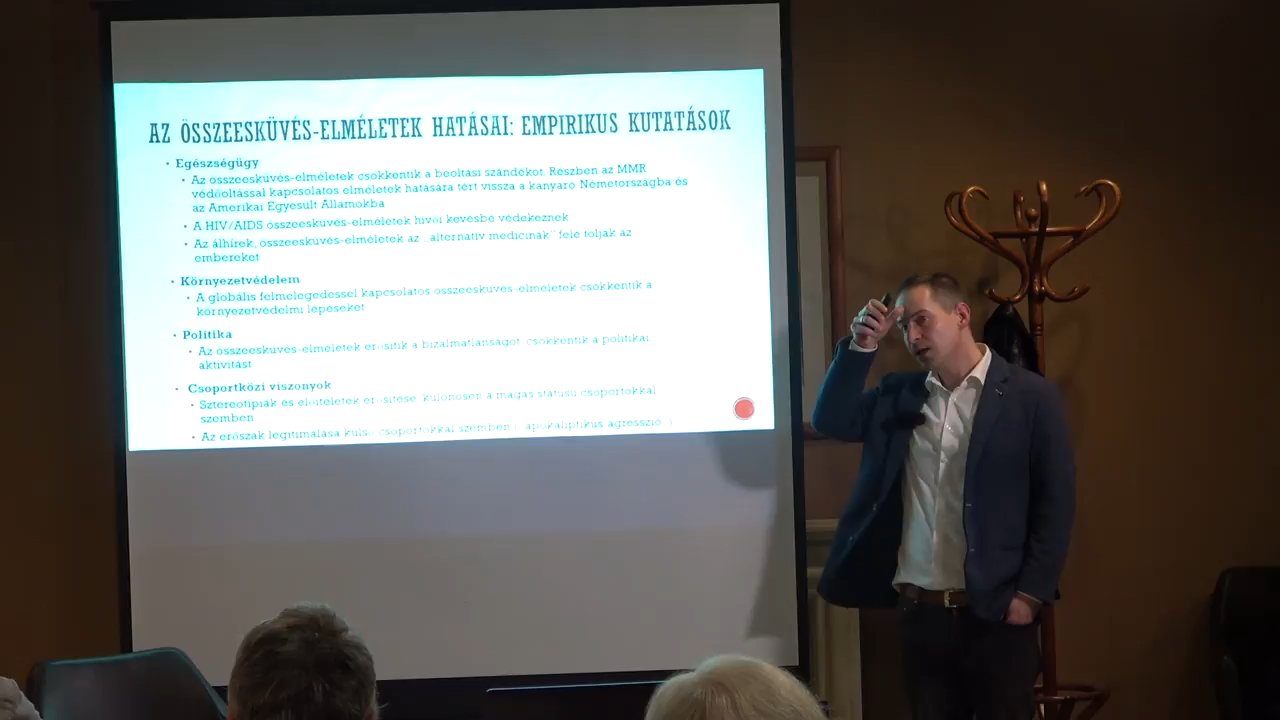 AZ ÖSSZEESKÜVÉS-ELMÉLETEK HATÁSAI: EMPIRIKUS KUTATÁSOK
• Egészségügy
• Az összeesküvés-elméletek csökkentik a beoltási szándékot. Részben az MMR
védőoltással kapcsolatos elméletek hatására tért vissza a kanyaró Németországba és
az Amerikai Egyesült Államokba
• A HIV/AIDS összeesküvés-elméletek hívői kevésbé védekeznek
• Az álhírek, összeesküvés-elméletek az „alternatív medicinák" felé tolják az
embereket
• Környezetvédelem
• A globális felmelegedéssel kapcsolatos összeesküvés-elméletek csökkentik a
környezetvédelmi lépéseket
• Politika
• Az összeesküvés-elméletek erősítik a bizalmatlanságot, csökkentik a politikai
aktivitást
• Csoportközi viszonyok
• Sztereotípiák és előítéletek erősítése, különösen a magas státusú csoportokkal
szemben
• Az erőszak legitimálása külső csoportokkal szemben („apokaliptikus agresszió")